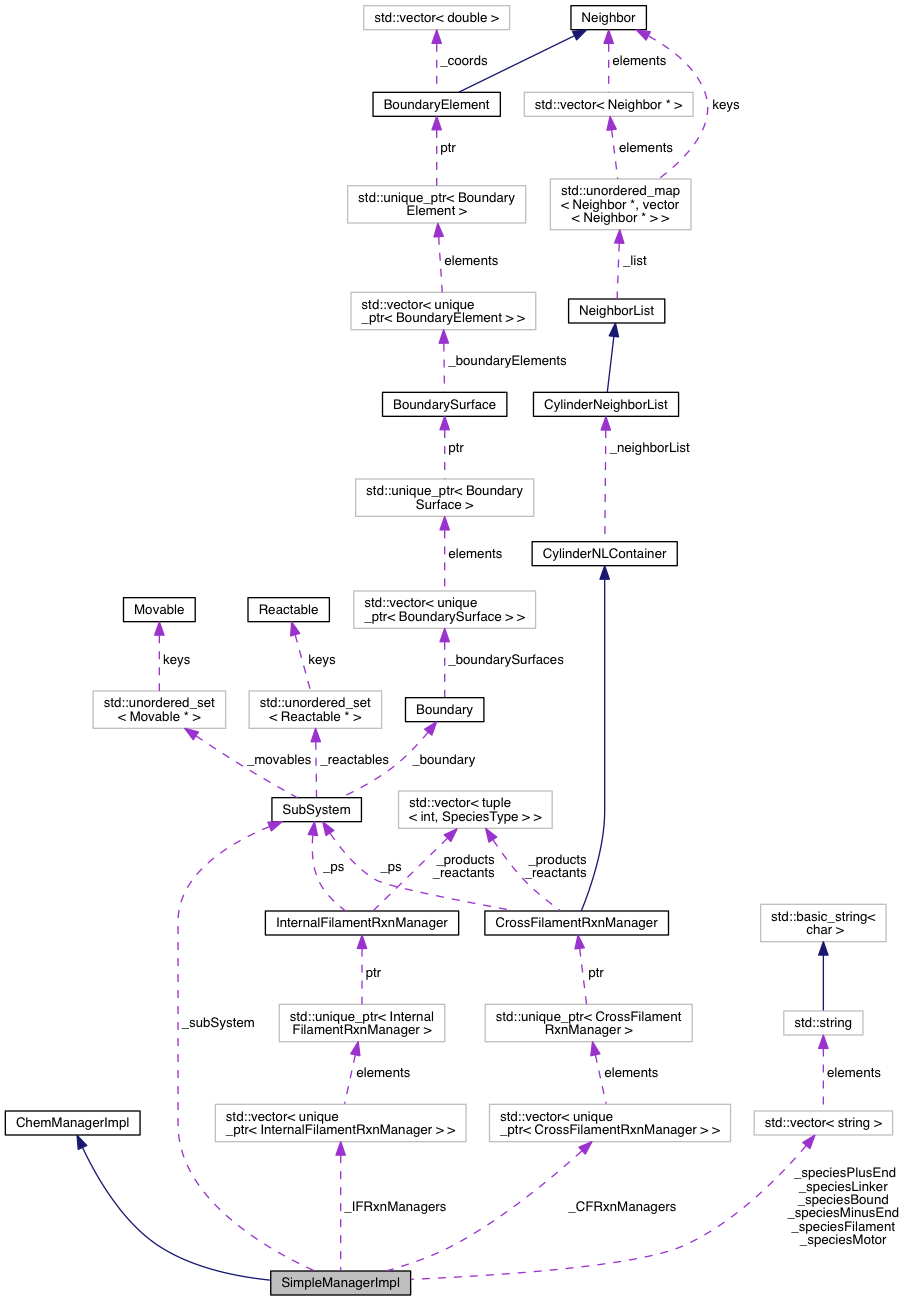 std::vector< double >
Neighbor
_coords
elements
BoundaryElement
std::vector< Neighbor * >
keys
ptr
elements
std::unique_ptr< Boundary
Element >
std::unordered_map
< Neighbor *, vector
< Neighbor * > >
elements
_list
std::vector< unique
_ptr< BoundaryElement > >
NeighborList
_boundaryElements
BoundarySurface
CylinderNeighborList
ptr
_neighborList
std::unique_ptr< Boundary
Surface >
elements
CylinderNLContainer
Movable
Reactable
std::vector< unique
_ptr< BoundarySurface > >
keys
keys
_boundarySurfaces
std::unordered_set
< Movable * >
std::unordered_set
< Reactable * >
Boundary
_movables
_reactables
_boundary
SubSystem
std::vector< tuple
< int, SpeciesType > >
_ps
_ps
_products
_reactants
_products
_reactants
InternalFilamentRxnManager
CrossFilamentRxnManager
std::basic_string<
char >
ptr
ptr
_subSystem
std::unique_ptr< Internal
FilamentRxnManager >
std::unique_ptr< CrossFilament
RxnManager >
std::string
elements
elements
elements
ChemManagerImpl
std::vector< unique
_ptr< InternalFilamentRxnManager > >
std::vector< unique
_ptr< CrossFilamentRxnManager > >
std::vector< string >
_IFRxnManagers
_CFRxnManagers
_speciesPlusEnd
_speciesLinker
_speciesBound
_speciesMinusEnd
_speciesFilament
_speciesMotor
SimpleManagerImpl